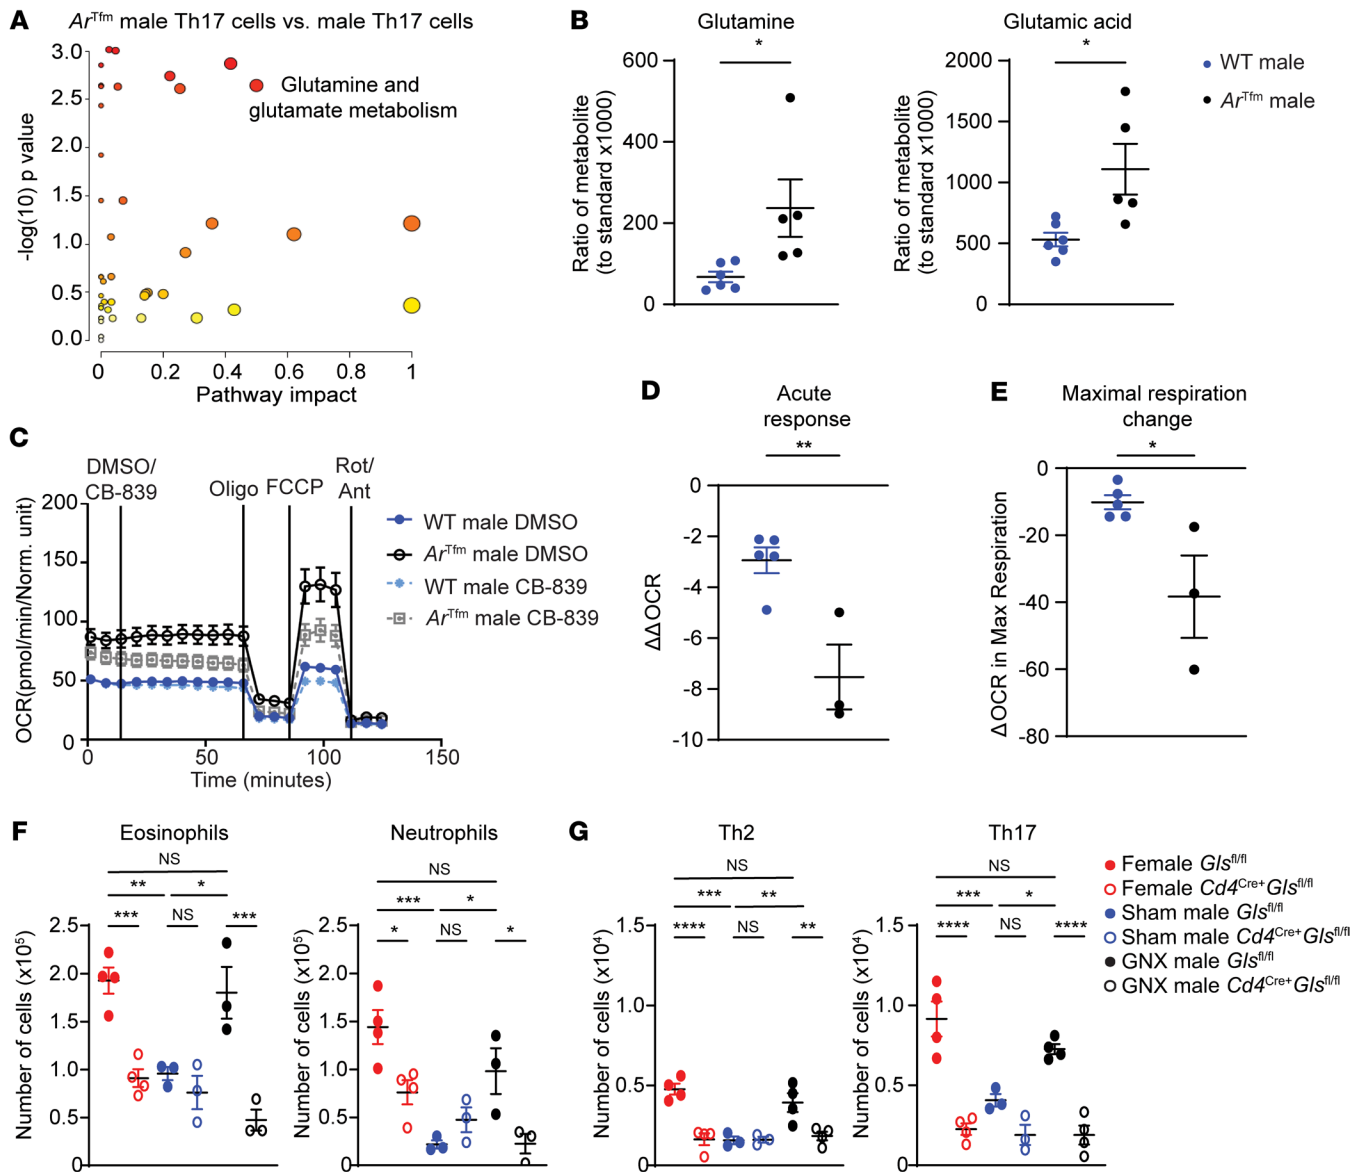 A
Ar^Tfm male Th17 cells vs. male Th17 cells
3.0
2.5
2.0
1.5
1.0
0.5
0.0
-log(10) p value
Glutamine and
glutamate metabolism
0 0.2 0.4 0.6 0.8 1
Pathway impact
B
Glutamine
*
600
400
200
0
Ratio of metabolite
(to standard x1000)
Glutamic acid
*
2000
1500
1000
500
0
Ratio of metabolite
(to standard x1000)
WT male
Ar^Tfm male
C
DMSO/
CB-839
Oligo
FCCP
Rot/
Ant
200
150
100
50
0
OCR(pmol/min/Norm. unit)
0 50 100 150
Time (minutes)
WT male DMSO
Ar^Tfm male DMSO
WT male CB-839
Ar^Tfm male CB-839
D
Acute
response
**
0
-2
-4
-6
-8
-10
ΔΔOCR
E
Maximal respiration
change
*
0
-20
-40
-60
-80
ΔOCR in Max Respiration
F
Eosinophils
NS
** *
*** NS ***
2.5
2.0
1.5
1.0
0.5
0
Number of cells (x10^5)
Neutrophils
NS
*** *
* NS *
2.5
2.0
1.5
1.0
0.5
0
Number of cells (x10^5)
G
Th2
NS
*** **
**** NS **
1.5
1.0
0.5
0
Number of cells (x10^4)
Th17
NS
*** *
**** NS ****
1.5
1.0
0.5
0
Number of cells (x10^4)
Female Gls^fl/fl
Female Cd4^Cre+Gls^fl/fl
Sham male Gls^fl/fl
Sham male Cd4^Cre+Gls^fl/fl
GNX male Gls^fl/fl
GNX male Cd4^Cre+Gls^fl/fl